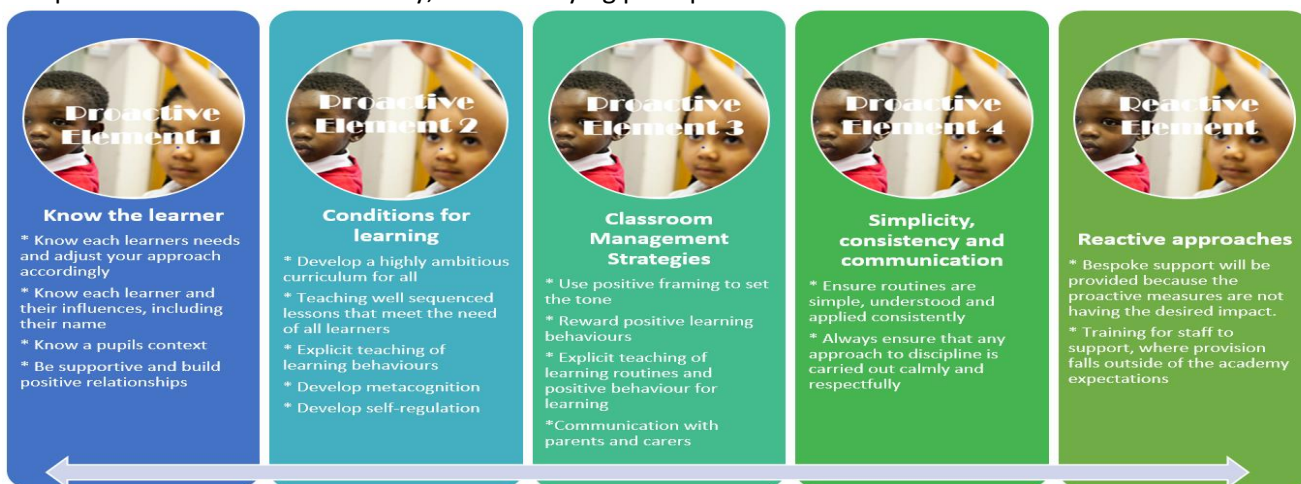 Proactive
Element 1
Know the learner
* Know each learners needs
and adjust your approach
accordingly
* Know each learner and
their influences, including
their name
* Know a pupils context
* Be supportive and build
positive relationships
Proactive
Element 2
Conditions for
learning
* Develop a highly ambitious
curriculum for all
* Teaching well sequenced
lessons that meet the need
of all learners
* Explicit teaching of
learning behaviours
* Develop metacognition
* Develop self-regulation
Proactive
Element 3
Classroom
Management
Strategies
* Use positive framing to set
the tone
* Reward positive learning
behaviours
* Explicit teaching of
learning routines and
positive behaviour for
learning
*Communication with
parents and carers
Proactive
Element 4
Simplicity,
consistency and
communication
* Ensure routines are
simple, understood and
applied consistently
* Always ensure that any
approach to discipline is
carried out calmly and
respectfully
Reactive
Element
Reactive approaches
* Bespoke support will be
provided because the
proactive measures are not
having the desired impact.
* Training for staff to
support, where provision
falls outside of the academy
expectations